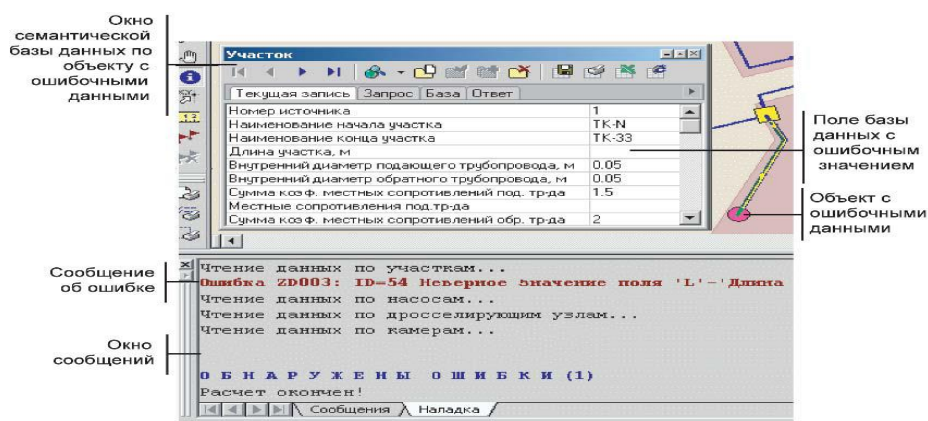 Окно
семантической
базы данных по
объекту с
ошибочными
данными
Участок
Текущая запись Запрос База Ответ
Номер источника 1
Наименование начала участка ТК-N
Наименование конца участка ТК-33
Длина участка, м
Внутренний диаметр подающего трубопровода, м 0.05
Внутренний диаметр обратного трубопровода, м 0.05
Сумма коэф. местных сопротивлений под. тр-да 1.5
Местные сопротивления под.тр-да
Сумма коэф. местных сопротивлений обр. тр-да 2
Поле базы
данных с
ошибочным
значением
Объект с
ошибочными
данными
Сообщение
об ошибке
Чтение данных по участкам...
Ошибка ZD003: ID=54 Неверное значение поля 'L'-'Длина
Чтение данных по насосам...
Чтение данных по дросселирующим узлам...
Чтение данных по камерам...
Окно
сообщений
О Б Н А Р У Ж Е Н Ы О Ш И Б К И (1)
Расчет окончен!
Сообщения Наладка